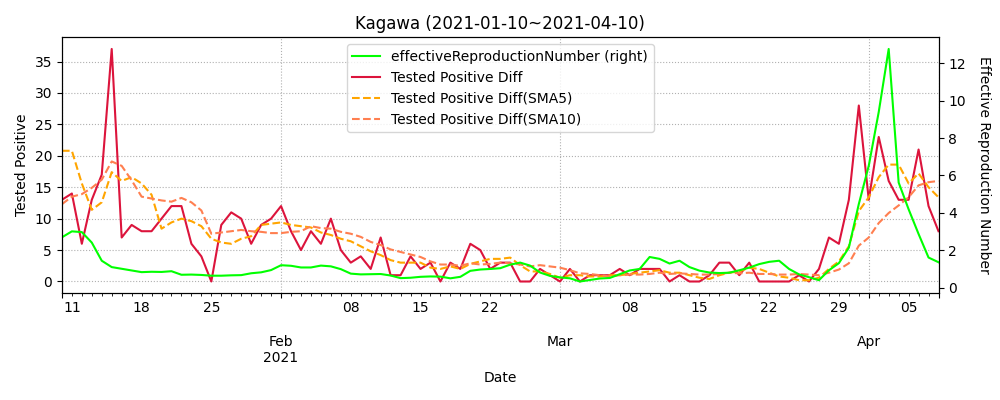 Kagawa (2021-01-10~2021-04-10)
effectiveReproductionNumber (right)
Tested Positive Diff
Tested Positive Diff(SMA5)
Tested Positive Diff(SMA10)
Tested Positive
35
30
25
20
15
10
5
0
Effective Reproduction Number
12
10
8
6
4
2
0
11 18 25 08 15 22 08 15 22 29 05
Feb Mar Apr
2021
Date